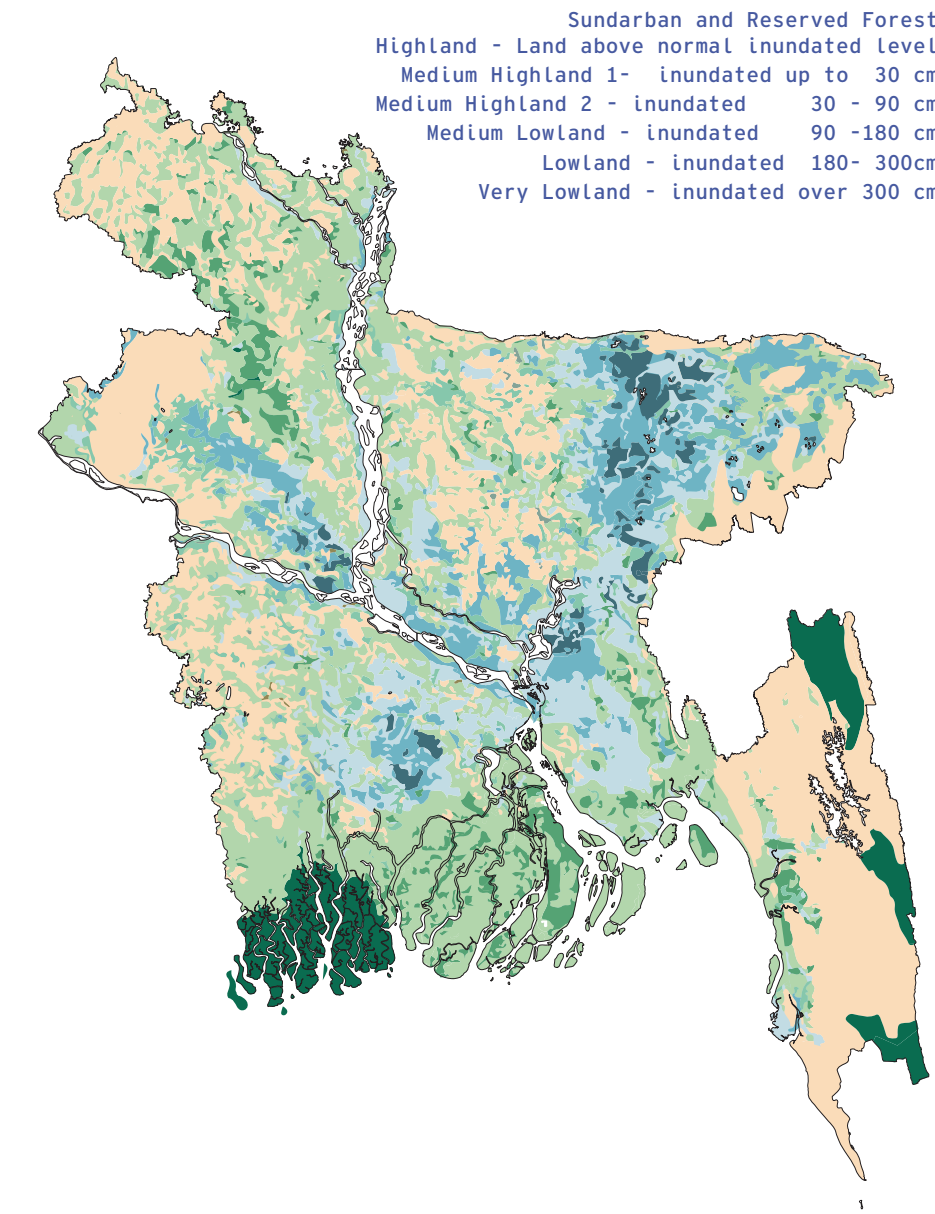 Sundarban and Reserved Forest
Highland - Land above normal inundated level
Medium Highland 1- inundated up to 30 cm
Medium Highland 2 - inundated 30 - 90 cm
Medium Lowland - inundated 90 -180 cm
Lowland - inundated 180- 300cm
Very Lowland - inundated over 300 cm